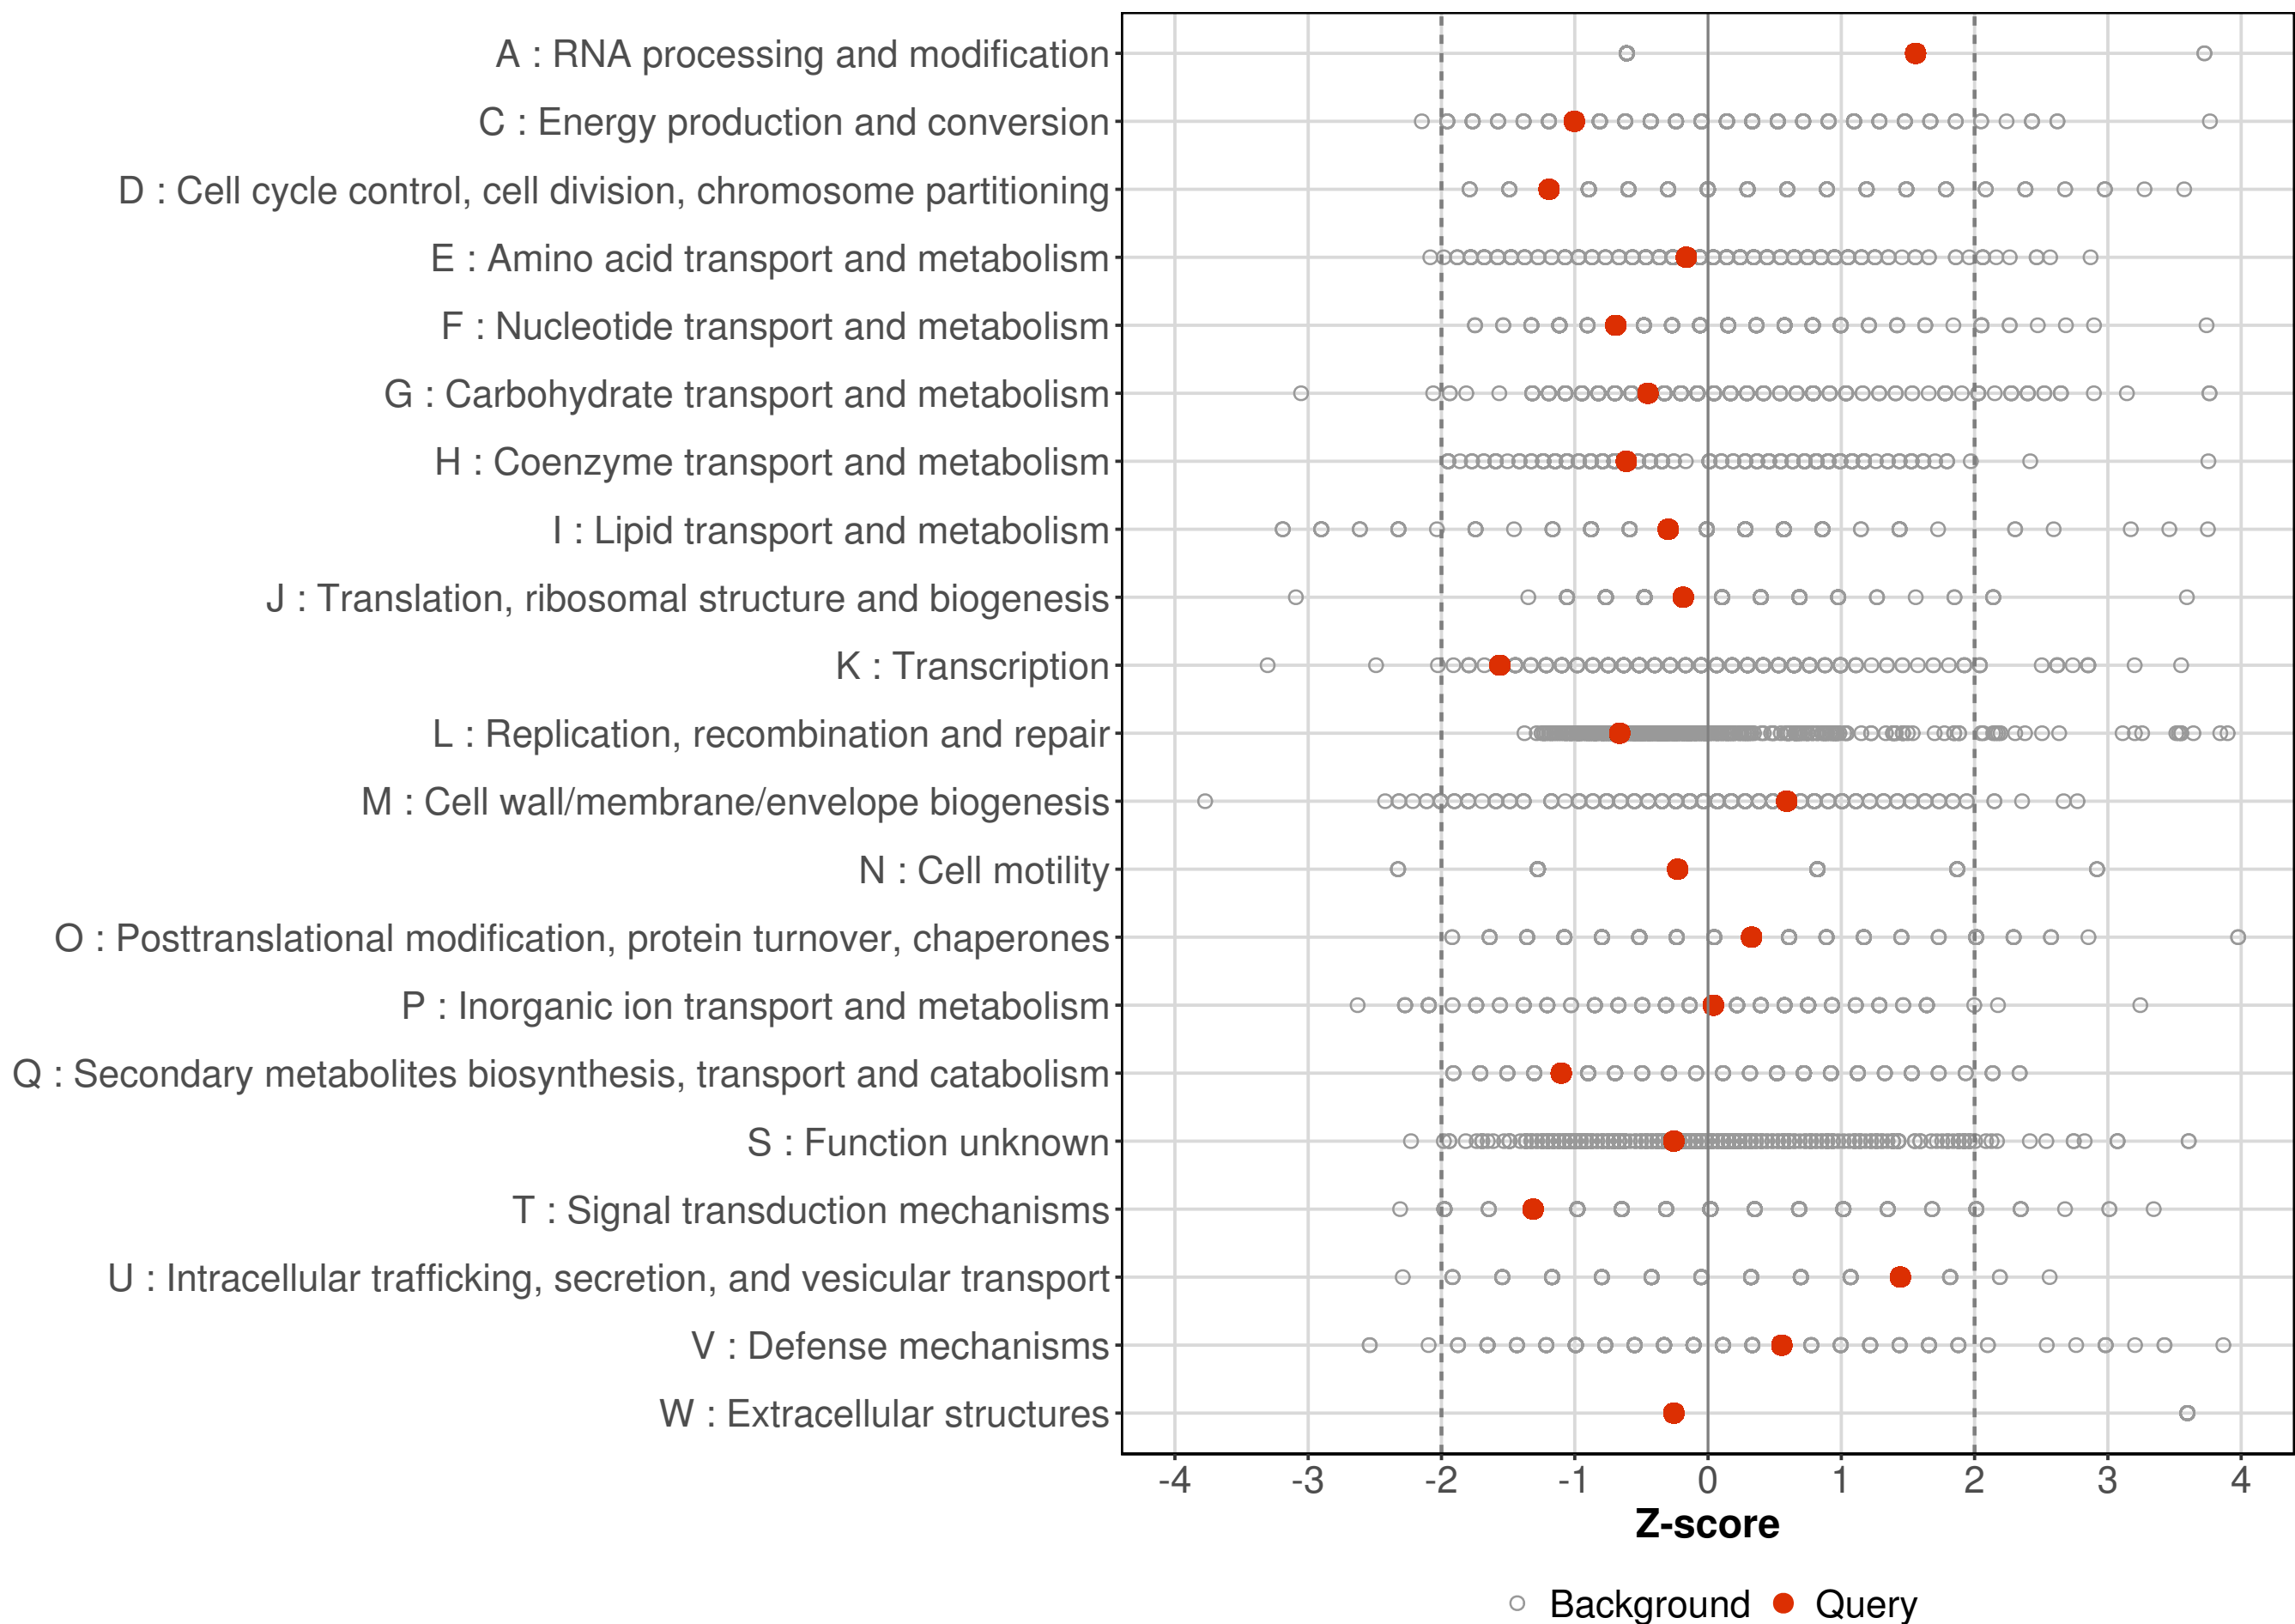 A : RNA processing and modification
C : Energy production and conversion
D : Cell cycle control, cell division, chromosome partitioning
E : Amino acid transport and metabolism
F : Nucleotide transport and metabolism
G : Carbohydrate transport and metabolism
H : Coenzyme transport and metabolism
I : Lipid transport and metabolism
J : Translation, ribosomal structure and biogenesis
K : Transcription
L : Replication, recombination and repair
M : Cell wall/membrane/envelope biogenesis
N : Cell motility
O : Posttranslational modification, protein turnover, chaperones
P : Inorganic ion transport and metabolism
Q : Secondary metabolites biosynthesis, transport and catabolism
S : Function unknown
T : Signal transduction mechanisms
U : Intracellular trafficking, secretion, and vesicular transport
V : Defense mechanisms
W : Extracellular structures
-4 -3 -2 -1 0 1 2 3 4
Z-score
Background Query